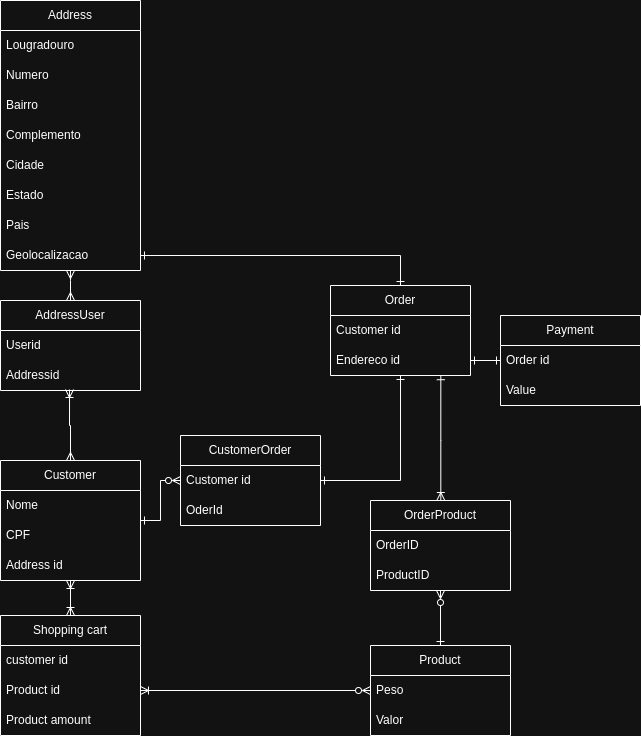 Address
Lougradouro
Numero
Bairro
Complemento
Cidade
Estado
Pais
Geolocalizacao
AddressUser
Userid
Addressid
Customer
Nome
CPF
Address id
Shopping cart
customer id
Product id
Product amount
CustomerOrder
Customer id
OderId
Order
Customer id
Endereco id
Payment
Order id
Value
OrderProduct
OrderID
ProductID
Product
Peso
Valor